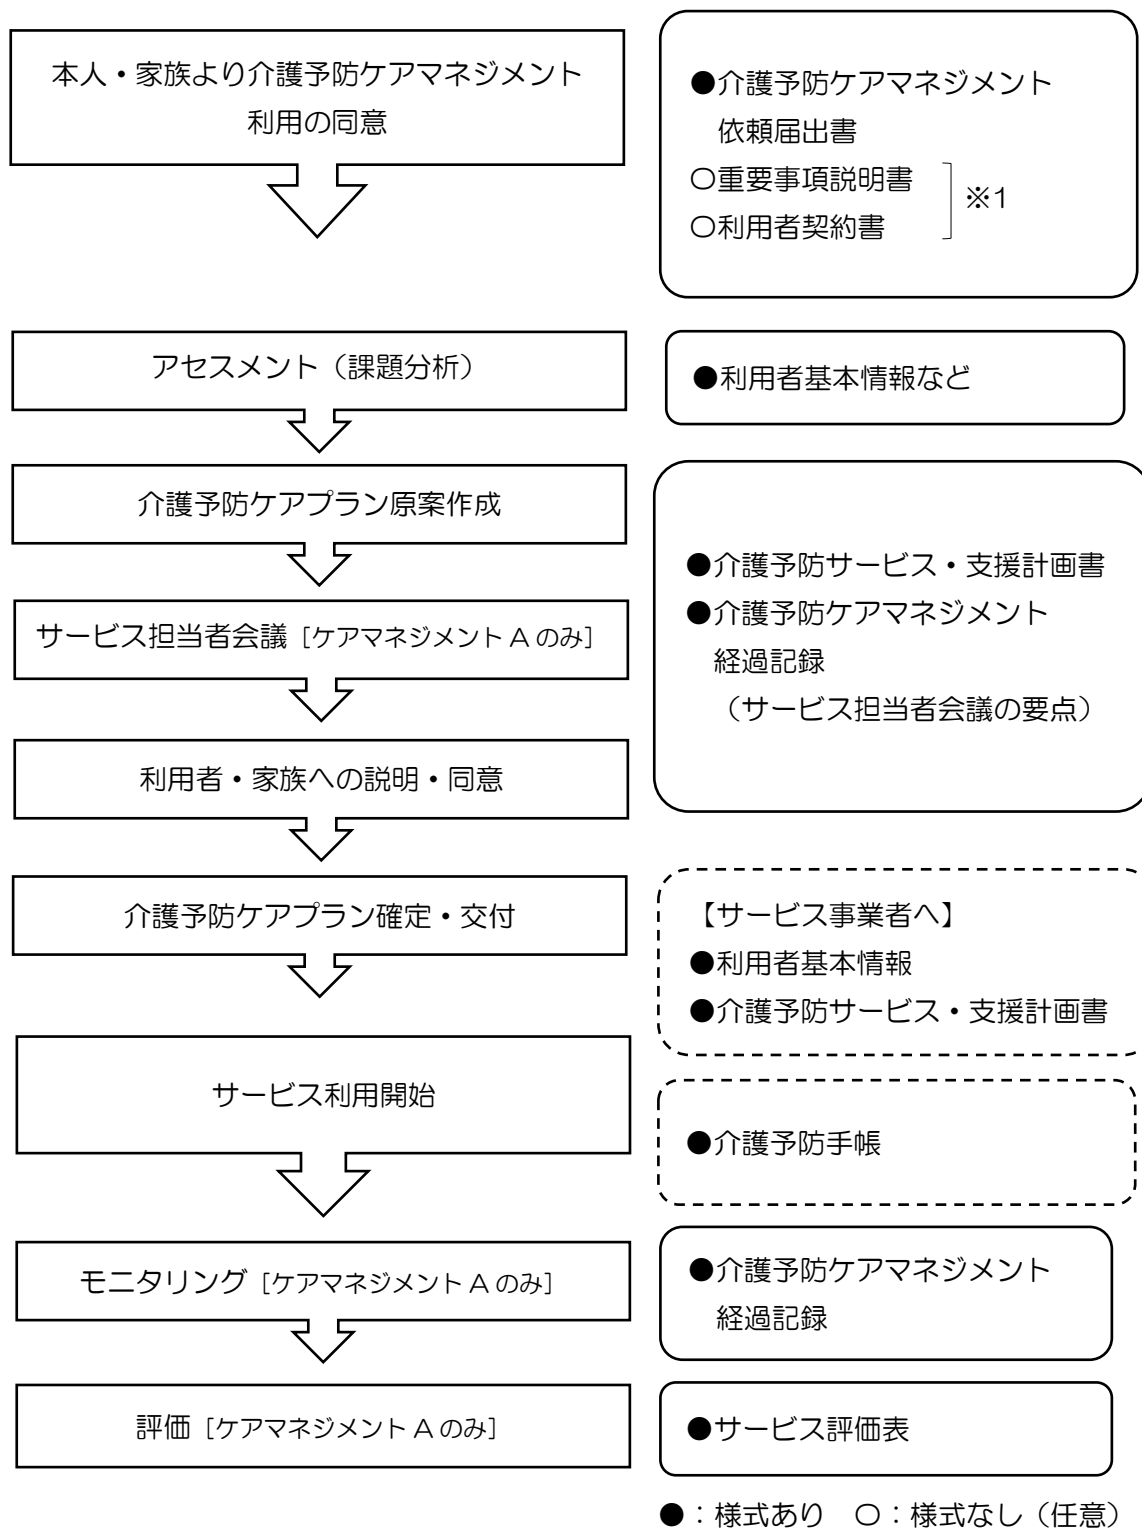 本人・家族より介護予防ケアマネジメント
利用の同意
●介護予防ケアマネジメント
依頼届出書
〇重要事項説明書
〇利用者契約書
※1
アセスメント（課題分析）
●利用者基本情報など
介護予防ケアプラン原案作成
サービス担当者会議［ケアマネジメント A のみ］
利用者・家族への説明・同意
●介護予防サービス・支援計画書
●介護予防ケアマネジメント
経過記録
（サービス担当者会議の要点）
介護予防ケアプラン確定・交付
【サービス事業者へ】
●利用者基本情報
●介護予防サービス・支援計画書
サービス利用開始
●介護予防手帳
モニタリング［ケアマネジメント A のみ］
●介護予防ケアマネジメント
経過記録
評価［ケアマネジメント A のみ］
●サービス評価表
●：様式あり　〇：様式なし（任意）